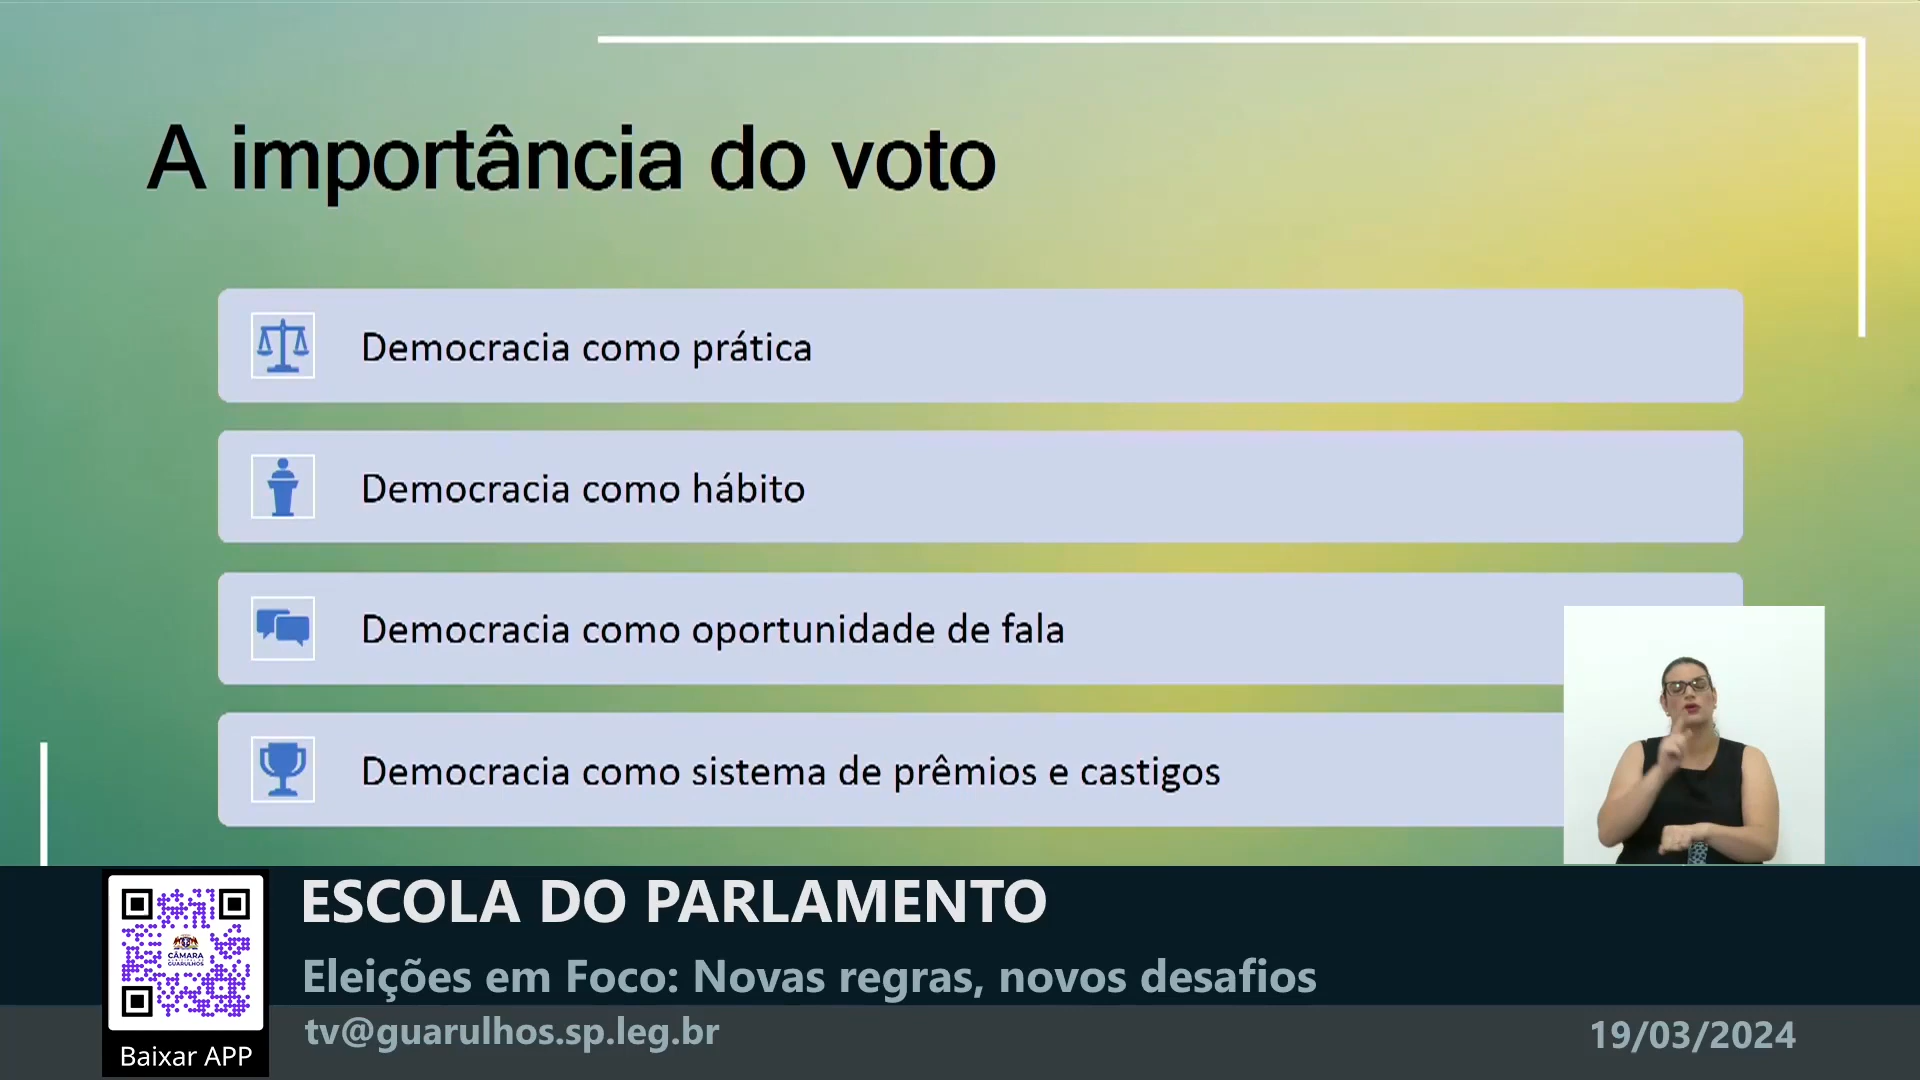 A importância do voto
Democracia como prática
Democracia como hábito
Democracia como oportunidade de fala
Democracia como sistema de prêmios e castigos
ESCOLA DO PARLAMENTO
Eleições em Foco: Novas regras, novos desafios
tv@guarulhos.sp.leg.br
19/03/2024
CÂMARA
GUARULHOS
Baixar APP